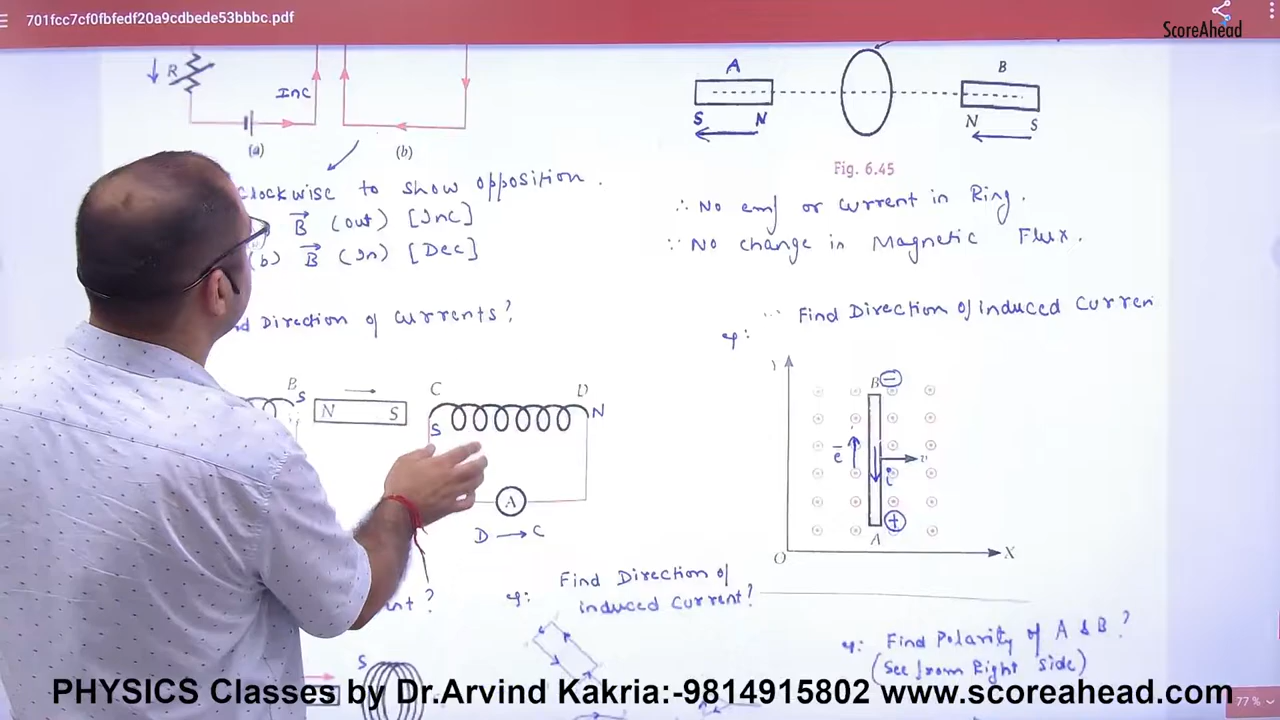 701fcc7cf0fbfedf20a9cdbede53bbbc.pdf
ScoreAhead
R
Inc
(a)
(b)
Clockwise to show opposition.
B (out) [Inc]
(b) B (In) [Dec]
Direction of currents?
B
S
N S
C
D
S
N
A
D → C
A
B
S N
N S
Fig. 6.45
∴ No emf or current in Ring.
∵ No change in Magnetic Flux.
Find Direction of induced Curren
φ:
B
−
e
v
i
+
A
O
X
φ: Find Direction of
induced Current?
φ: Find Polarity of A & B?
(See from Right side)
S
PHYSICS Classes by Dr.Arvind Kakria:-9814915802 www.scoreahead.com
77 %